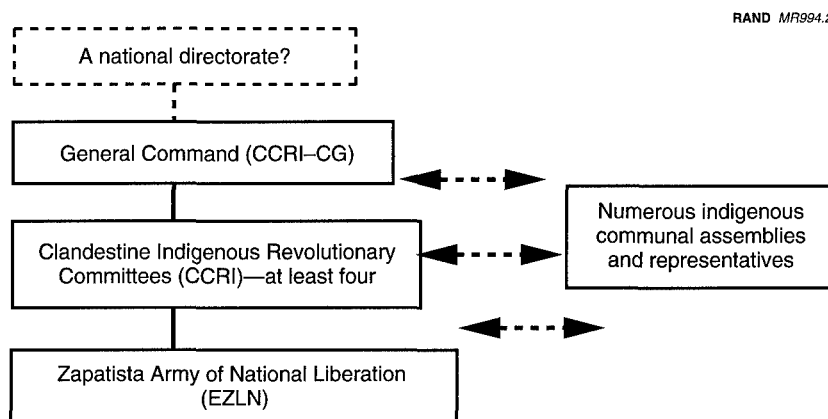 RAND MR994.2
A national directorate?
General Command (CCRI–CG)
Clandestine Indigenous Revolutionary
Committees (CCRI)—at least four
Numerous indigenous
communal assemblies
and representatives
Zapatista Army of National Liberation
(EZLN)